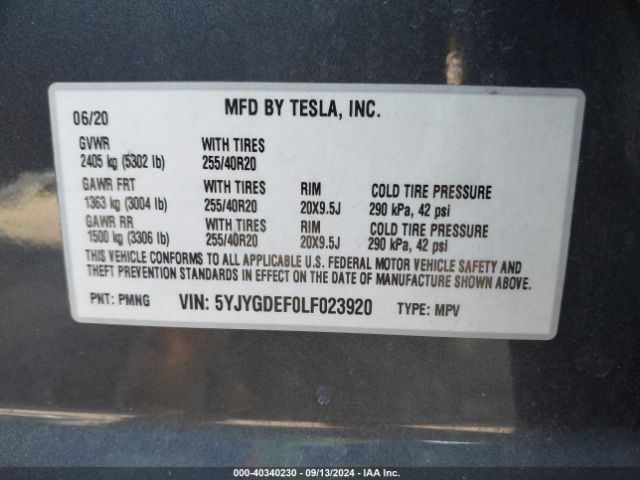 MFD BY TESLA, INC.
06/20
GVWR WITH TIRES
2405 kg (5302 lb) 255/40R20
GAWR FRT WITH TIRES RIM COLD TIRE PRESSURE
1363 kg (3004 lb) 255/40R20 20X9.5J 290 kPa, 42 psi
GAWR RR WITH TIRES RIM COLD TIRE PRESSURE
1500 kg (3306 lb) 255/40R20 20X9.5J 290 kPa, 42 psi
THIS VEHICLE CONFORMS TO ALL APPLICABLE U.S. FEDERAL MOTOR VEHICLE SAFETY AND
THEFT PREVENTION STANDARDS IN EFFECT ON THE DATE OF MANUFACTURE SHOWN ABOVE.
PNT: PMNG VIN: 5YJYGDEF0LF023920 TYPE: MPV
000-40340230 - 09/13/2024 - IAA Inc.